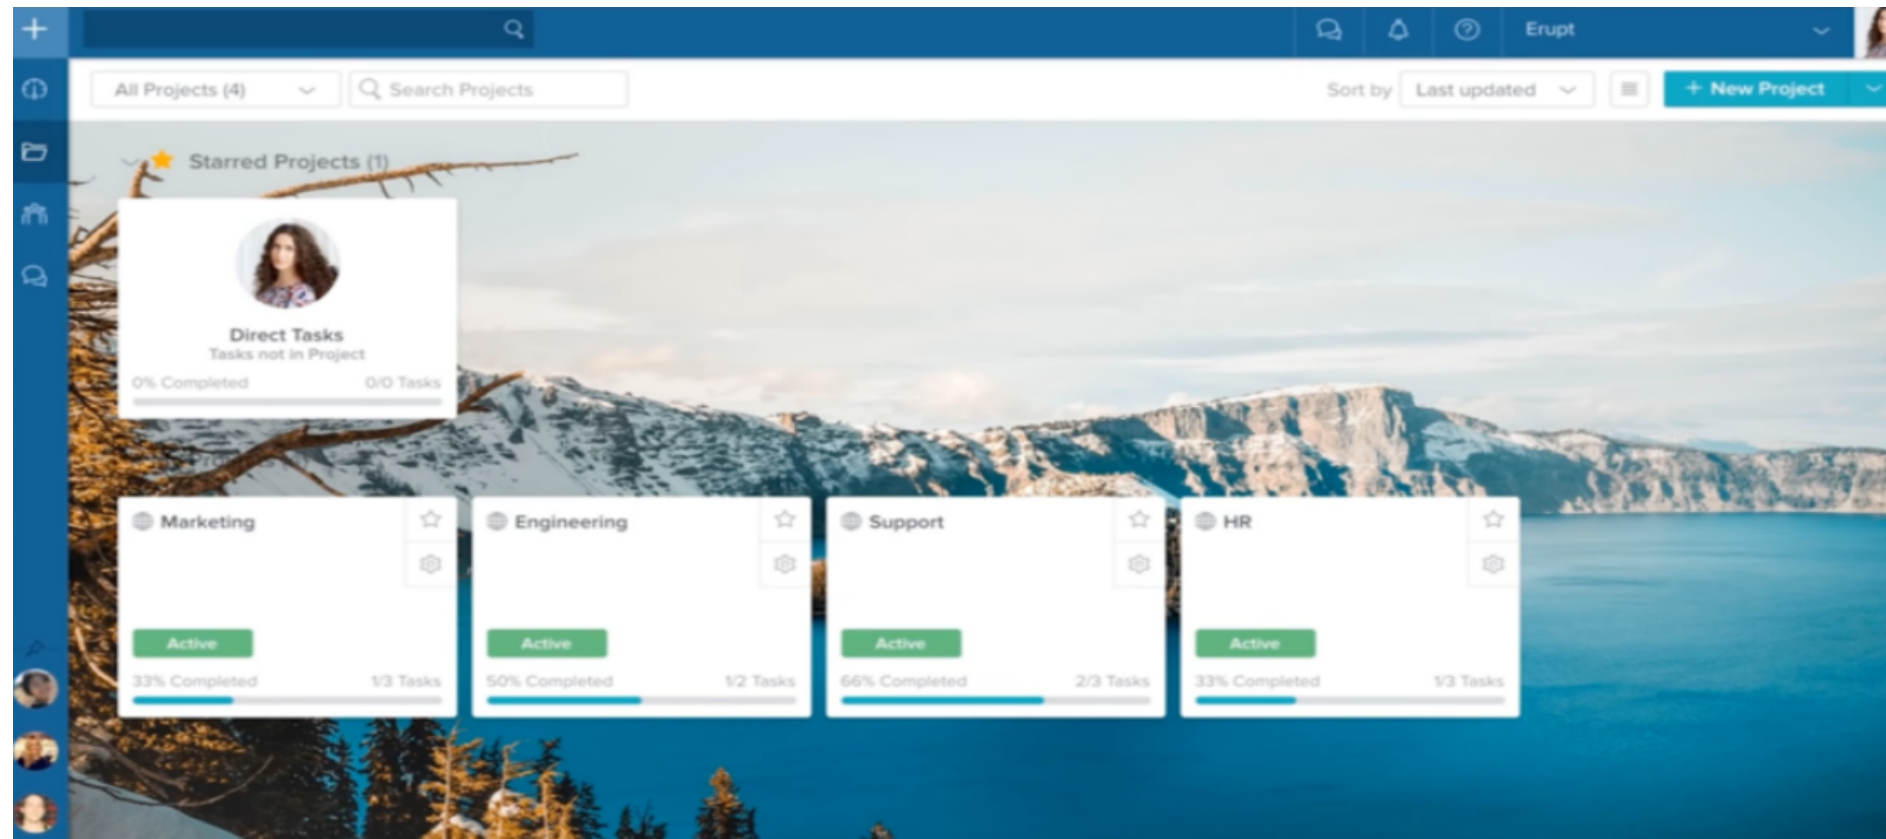 Erupt
All Projects (4)
Search Projects
Sort by
Last updated
+ New Project
Starred Projects (1)
Direct Tasks
Tasks not in Project
0% Completed 0/0 Tasks
Marketing
Active
33% Completed 1/3 Tasks
Engineering
Active
50% Completed 1/2 Tasks
Support
Active
66% Completed 2/3 Tasks
HR
Active
33% Completed 1/3 Tasks